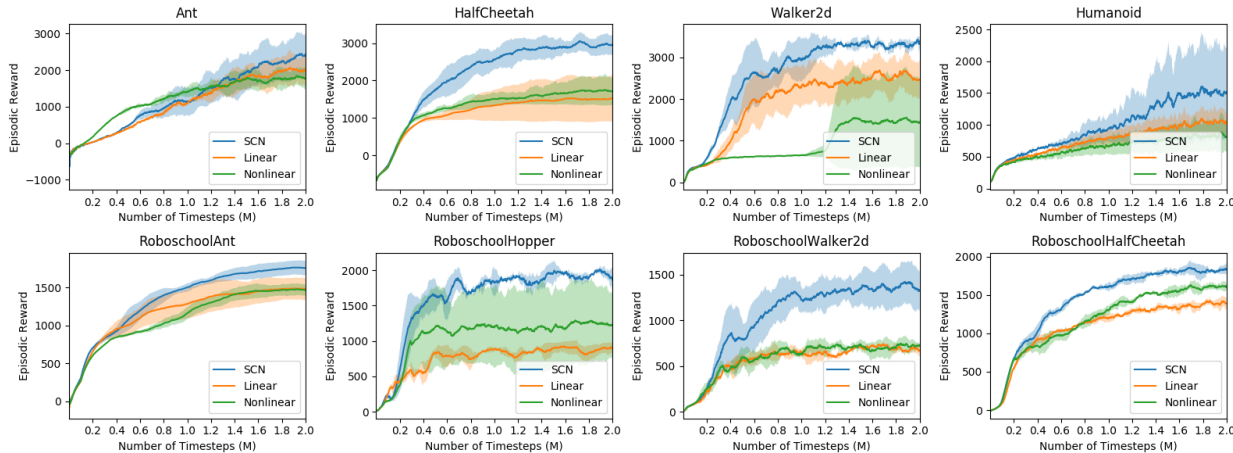 Ant
Episodic Reward
3000
2000
1000
0
−1000
SCN
Linear
Nonlinear
0.2 0.4 0.6 0.8 1.0 1.2 1.4 1.6 1.8 2.0
Number of Timesteps (M)
HalfCheetah
Episodic Reward
3000
2000
1000
0
SCN
Linear
Nonlinear
0.2 0.4 0.6 0.8 1.0 1.2 1.4 1.6 1.8 2.0
Number of Timesteps (M)
Walker2d
Episodic Reward
3000
2000
1000
0
SCN
Linear
Nonlinear
0.2 0.4 0.6 0.8 1.0 1.2 1.4 1.6 1.8 2.0
Number of Timesteps (M)
Humanoid
Episodic Reward
2500
2000
1500
1000
500
0
SCN
Linear
Nonlinear
0.2 0.4 0.6 0.8 1.0 1.2 1.4 1.6 1.8 2.0
Number of Timesteps (M)
RoboschoolAnt
Episodic Reward
1500
1000
500
0
SCN
Linear
Nonlinear
0.2 0.4 0.6 0.8 1.0 1.2 1.4 1.6 1.8 2.0
Number of Timesteps (M)
RoboschoolHopper
Episodic Reward
2000
1500
1000
500
0
SCN
Linear
Nonlinear
0.2 0.4 0.6 0.8 1.0 1.2 1.4 1.6 1.8 2.0
Number of Timesteps (M)
RoboschoolWalker2d
Episodic Reward
1500
1000
500
0
SCN
Linear
Nonlinear
0.2 0.4 0.6 0.8 1.0 1.2 1.4 1.6 1.8 2.0
Number of Timesteps (M)
RoboschoolHalfCheetah
Episodic Reward
2000
1500
1000
500
0
SCN
Linear
Nonlinear
0.2 0.4 0.6 0.8 1.0 1.2 1.4 1.6 1.8 2.0
Number of Timesteps (M)